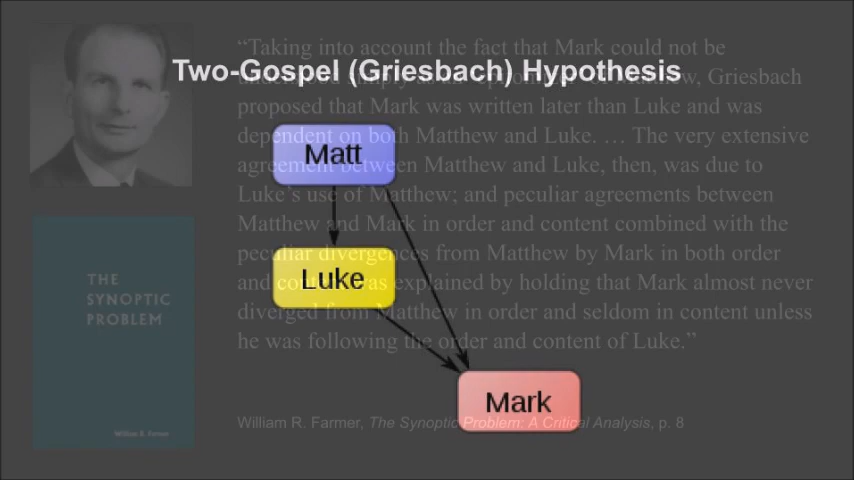 Two-Gospel (Griesbach) Hypothesis
“Taking into account the fact that Mark could not be
Griesbach
proposed that Mark was written later than Luke and was
dependent on both Matthew and Luke. … The very extensive
agreement between Matthew and Luke, then, was due to
Luke’s use of Matthew; and peculiar agreements between
Matthew and Mark in order and content combined with the
peculiar divergences from Matthew by Mark in both order
and content was explained by holding that Mark almost never
diverged from Matthew in order and seldom in content unless
he was following the order and content of Luke.”
William R. Farmer, The Synoptic Problem: A Critical Analysis, p. 8
Matt
Luke
Mark
THE
SYNOPTIC
PROBLEM
William R. Farmer